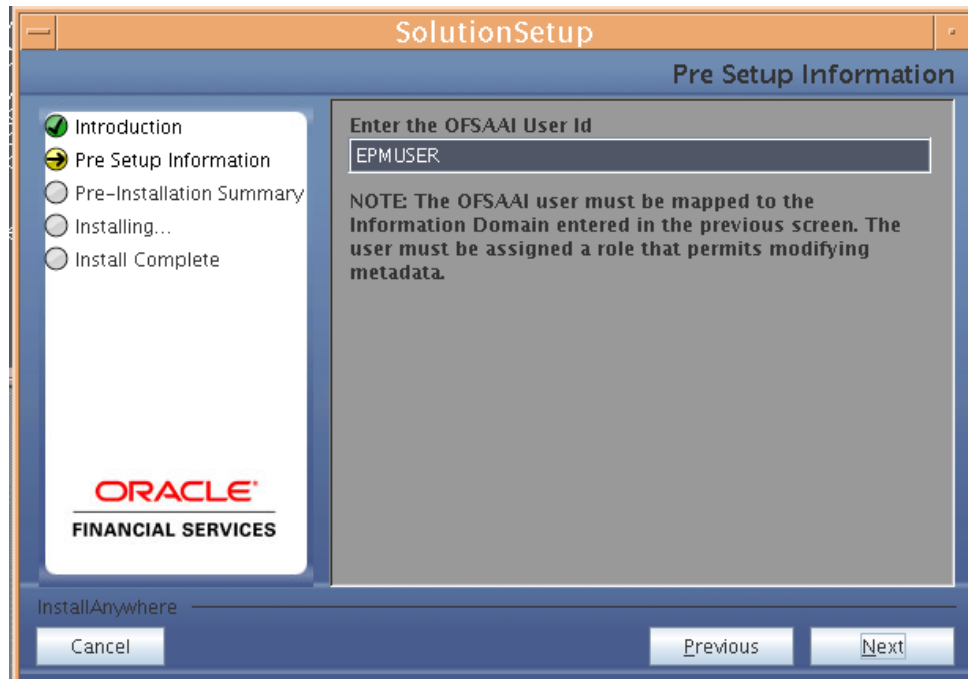 SolutionSetup
Pre Setup Information
Introduction
Pre Setup Information
Pre-Installation Summary
Installing...
Install Complete
ORACLE
FINANCIAL SERVICES
Enter the OFSAAI User Id
EPMUSER
NOTE: The OFSAAI user must be mapped to the
Information Domain entered in the previous screen. The
user must be assigned a role that permits modifying
metadata.
InstallAnywhere
Cancel
Previous
Next